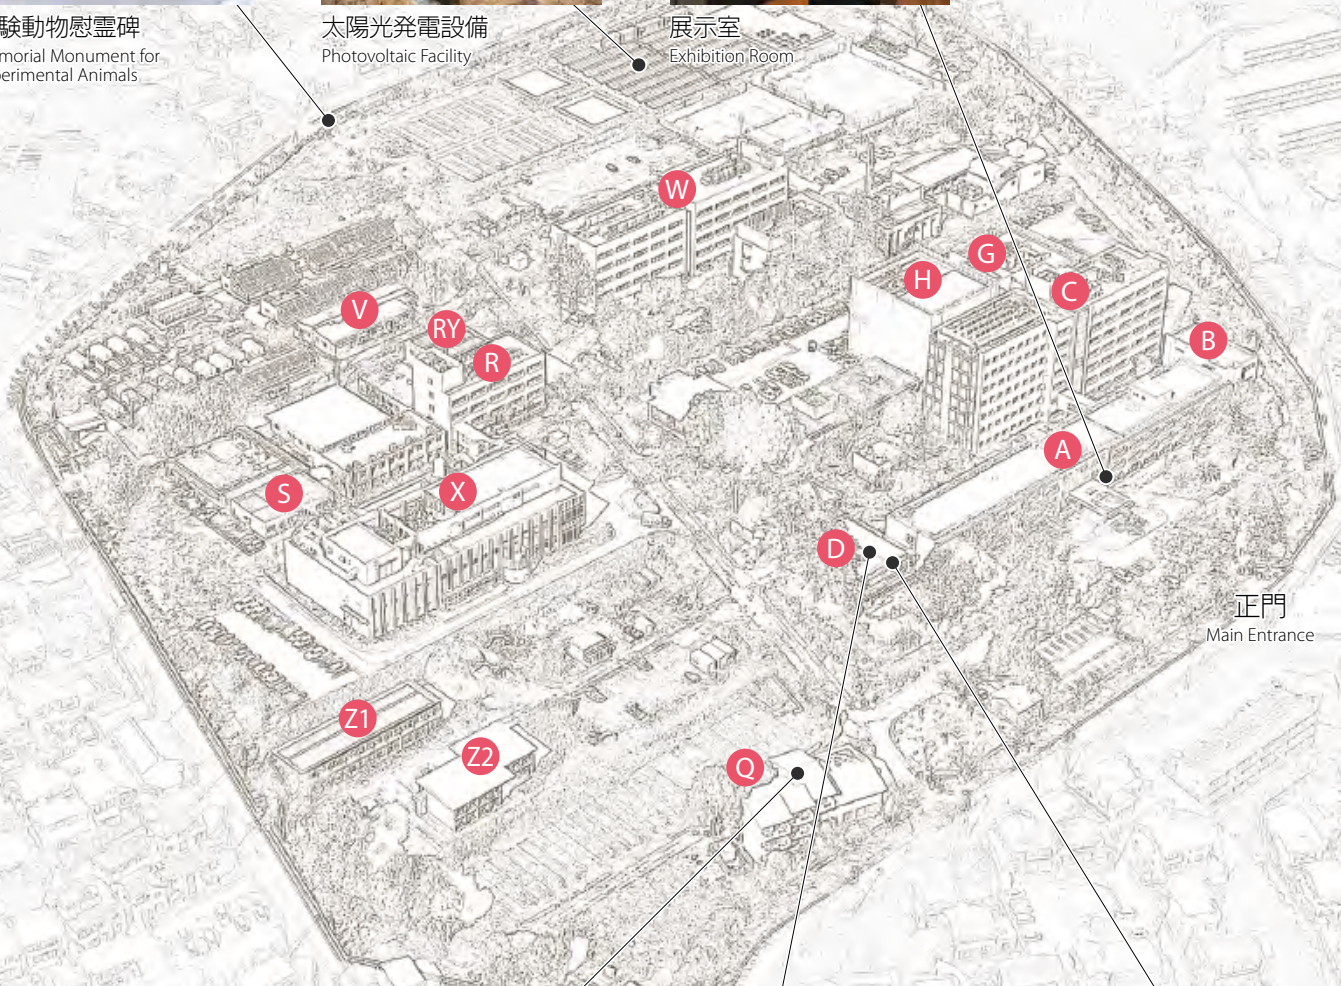 験動物慰霊碑
morial Monument for
perimental Animals
太陽光発電設備
Photovoltaic Facility
展示室
Exhibition Room
W
G
H
C
V
RY
B
R
A
S
X
D
正門
Main Entrance
Z1
Z2
Q